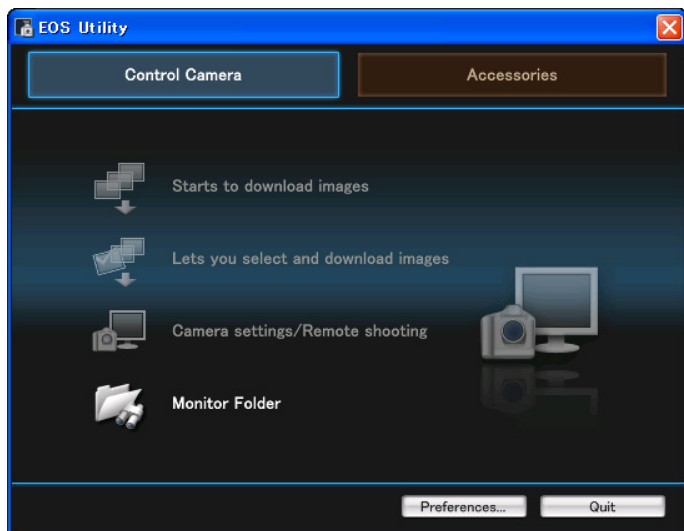 EOS Utility
Control Camera
Accessories
Starts to download images
Lets you select and download images
Camera settings/Remote shooting
Monitor Folder
Preferences...
Quit